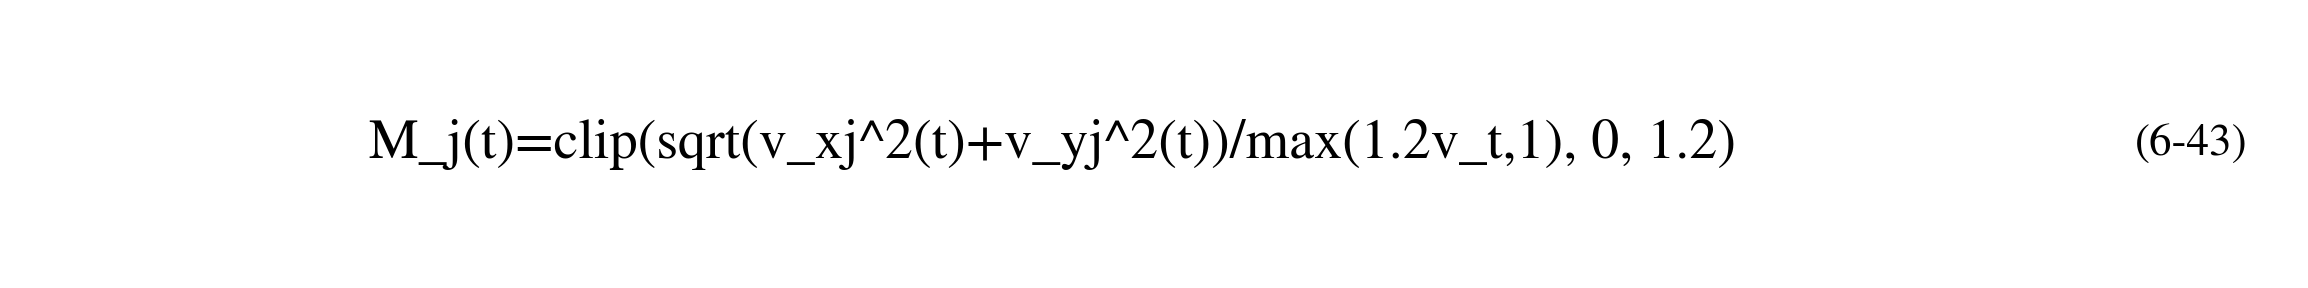 M_j(t)=clip(sqrt(v_xj^2(t)+v_yj^2(t))/max(1.2v_t,1), 0, 1.2) (6-43)